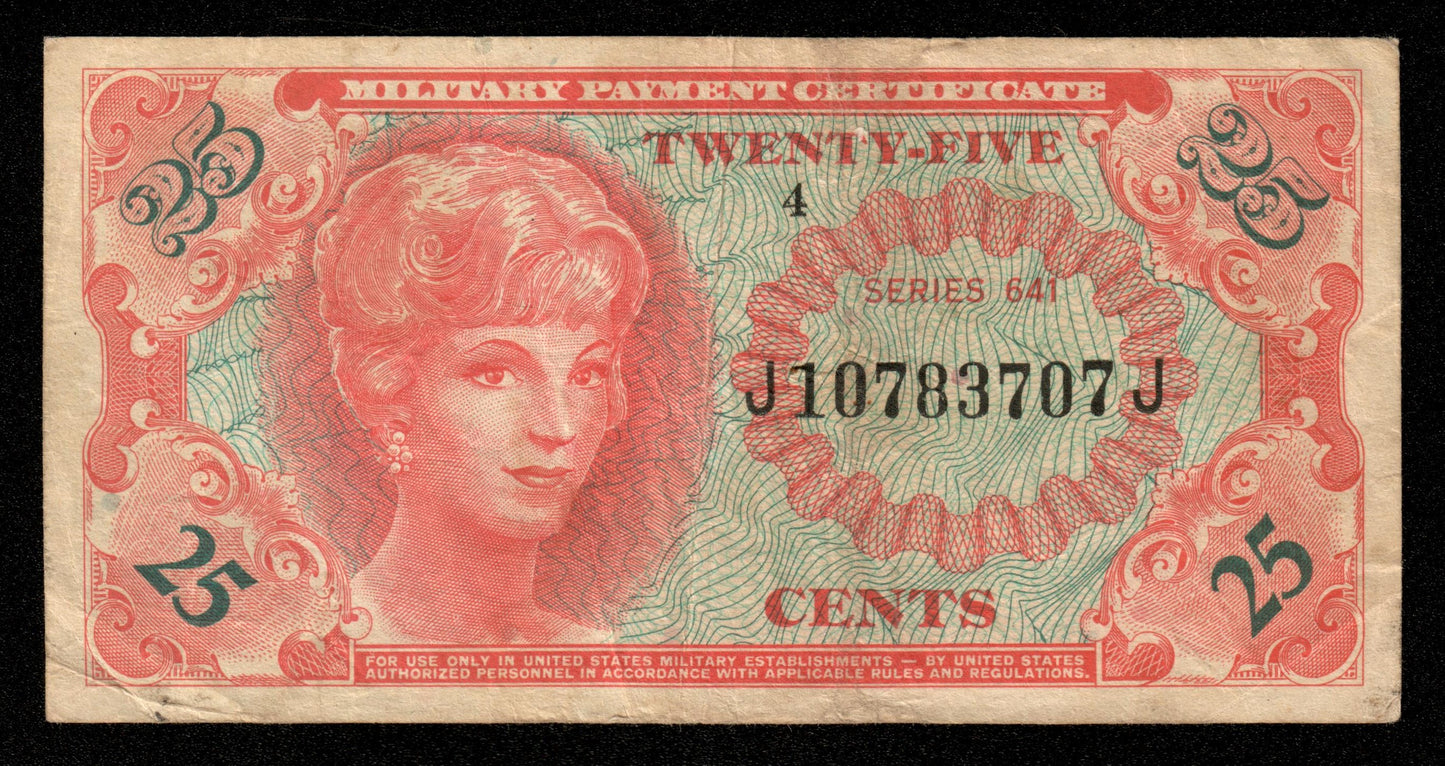 MILITARY PAYMENT CERTIFICATE
25
TWENTY-FIVE
25
4
SERIES 641
J10783707J
25
CENTS
25
FOR USE ONLY IN UNITED STATES MILITARY ESTABLISHMENTS — BY UNITED STATES
AUTHORIZED PERSONNEL IN ACCORDANCE WITH APPLICABLE RULES AND REGULATIONS.